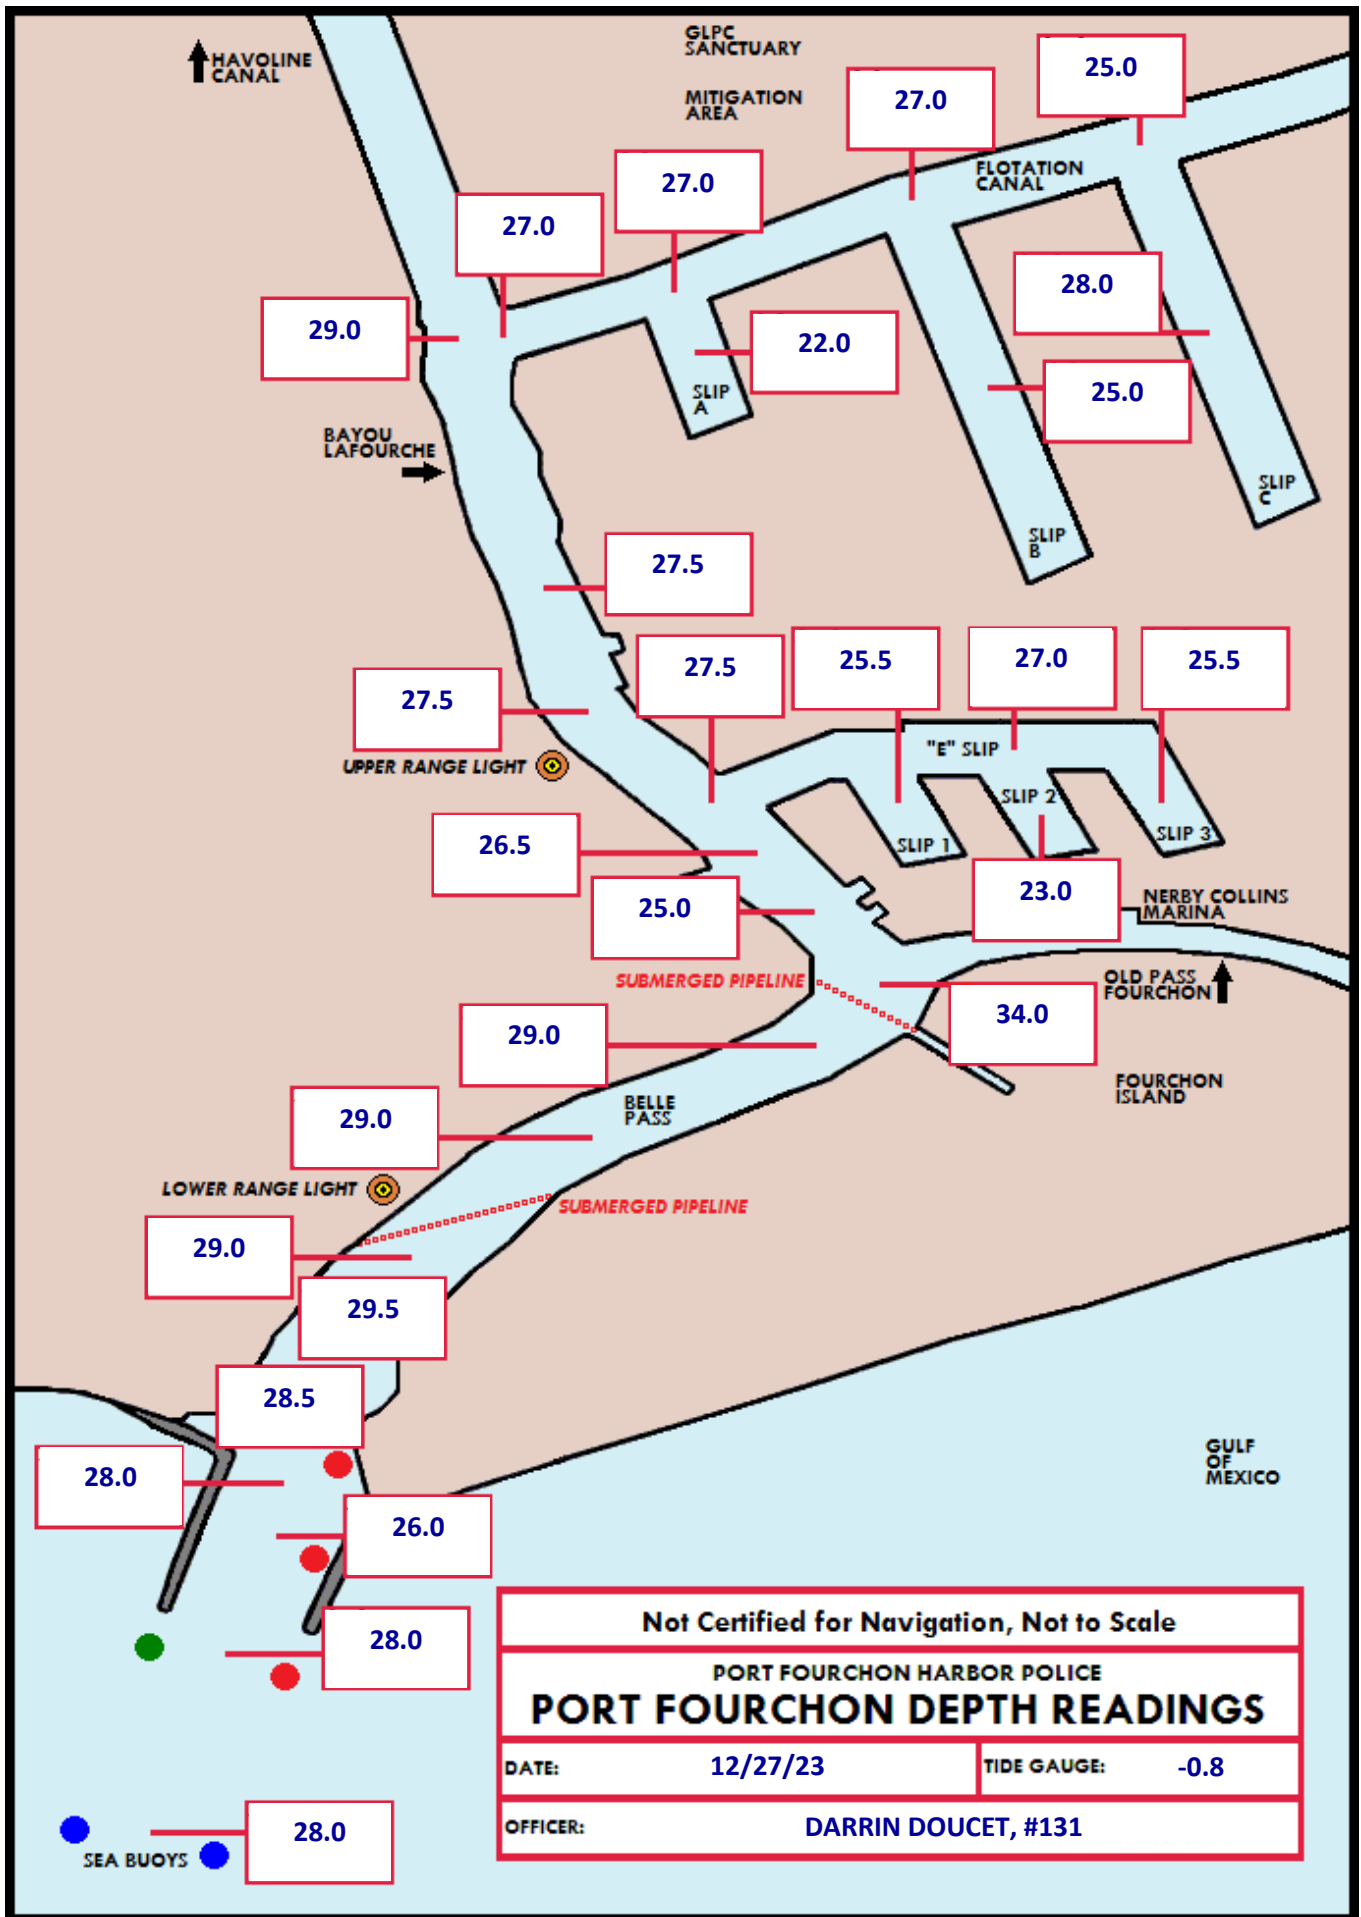 GLPC
SANCTUARY
MITIGATION
AREA
HAVOLINE
CANAL
25.0
27.0
FLOTATION
CANAL
27.0
27.0
28.0
29.0
22.0
25.0
SLIP
A
BAYOU
LAFOURCHE
SLIP
C
SLIP
B
27.5
27.5
25.5
27.0
25.5
27.5
"E" SLIP
UPPER RANGE LIGHT
SLIP 2
SLIP 1
SLIP 3
26.5
25.0
23.0
NERBY COLLINS
MARINA
SUBMERGED PIPELINE
OLD PASS
FOURCHON
34.0
29.0
FOURCHON
ISLAND
BELLE
PASS
29.0
LOWER RANGE LIGHT
SUBMERGED PIPELINE
29.0
29.5
28.5
GULF
OF
MEXICO
28.0
26.0
28.0
28.0
SEA BUOYS
Not Certified for Navigation, Not to Scale
PORT FOURCHON HARBOR POLICE
PORT FOURCHON DEPTH READINGS
DATE: 12/27/23 TIDE GAUGE: -0.8
OFFICER: DARRIN DOUCET, #131